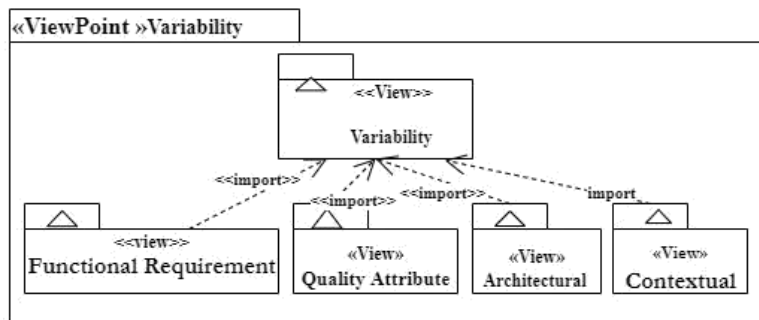 «ViewPoint »Variability
<<View>>
Variability
<<import>>
<<import>>
<<import>>
import
<<view>>
Functional Requirement
«View»
Quality Attribute
«View»
Architectural
«View»
Contextual